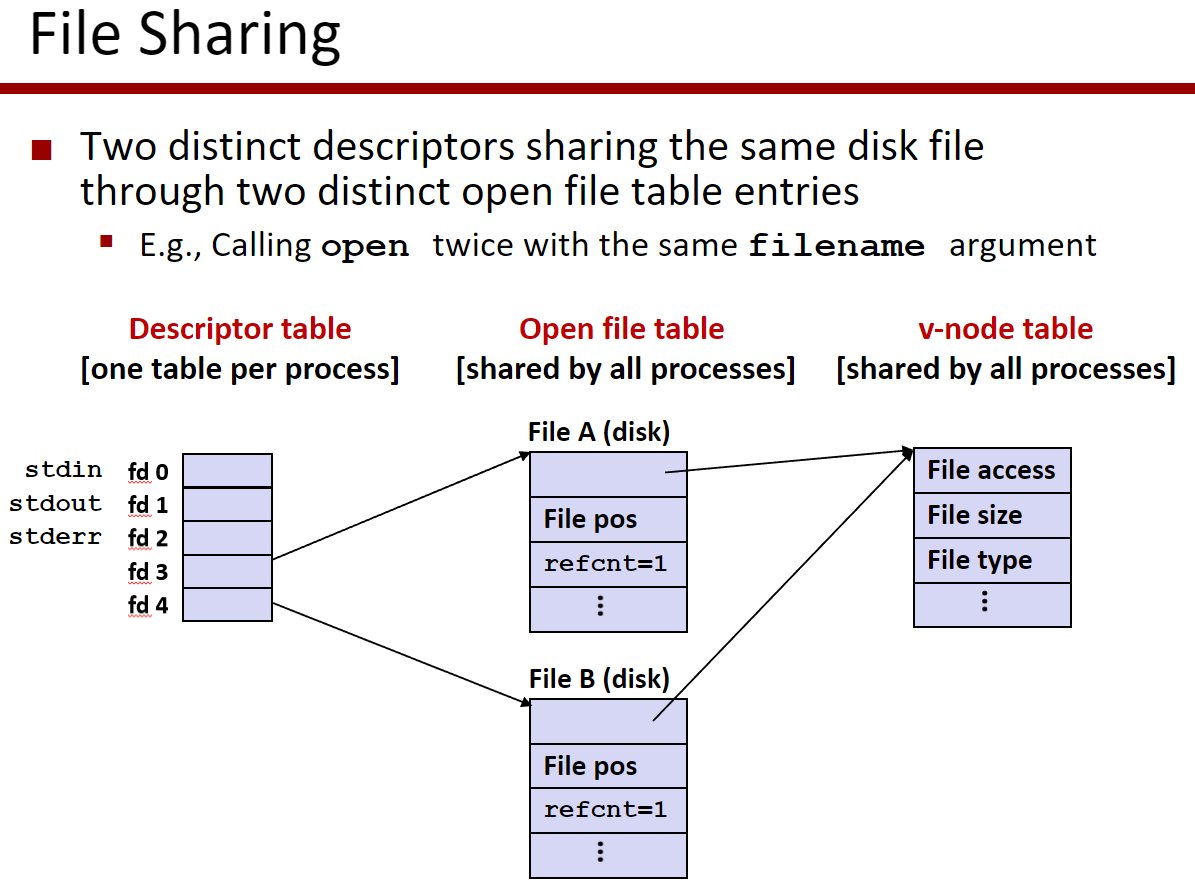 File Sharing
Two distinct descriptors sharing the same disk file
through two distinct open file table entries
E.g., Calling open twice with the same filename argument
Descriptor table
[one table per process]
Open file table
[shared by all processes]
v-node table
[shared by all processes]
stdin fd 0
stdout fd 1
stderr fd 2
fd 3
fd 4
File A (disk)
File pos
refcnt=1
⋮
File B (disk)
File pos
refcnt=1
⋮
File access
File size
File type
⋮